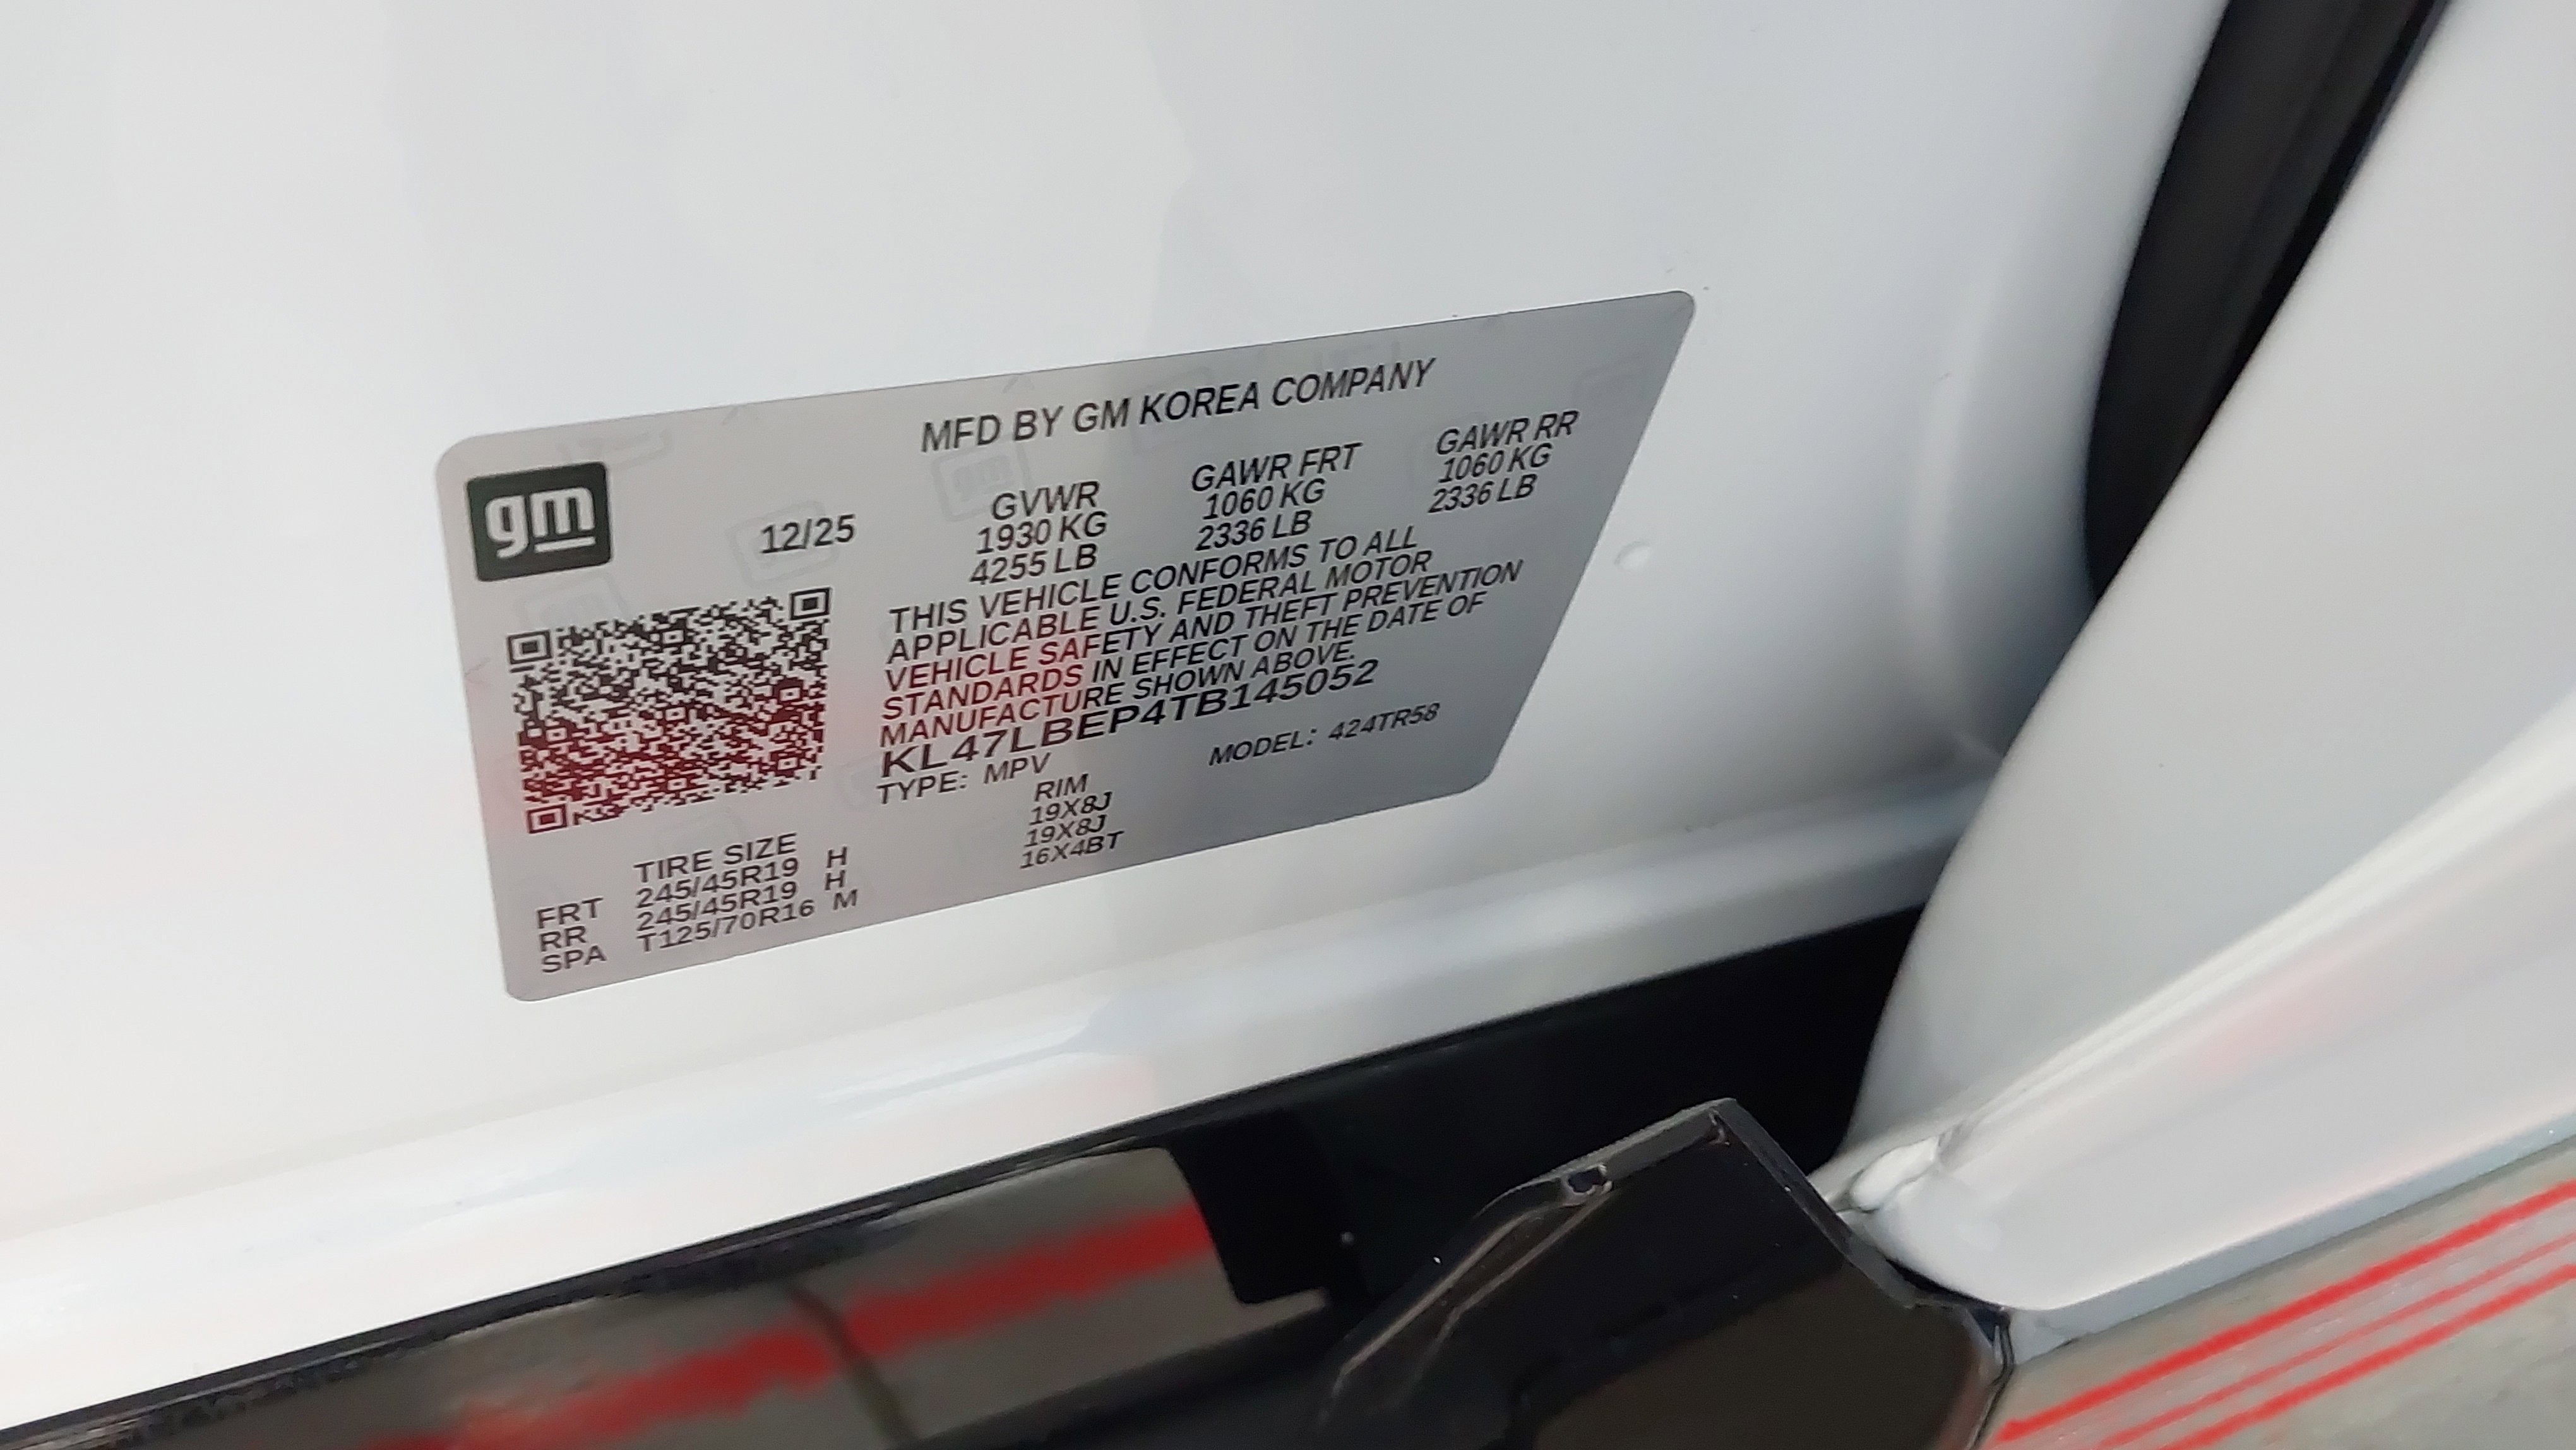 MFD BY GM KOREA COMPANY
gm
12/25
GVWR GAWR FRT GAWR RR
1930 KG 1060 KG 1060 KG
4255 LB 2336 LB 2336 LB
THIS VEHICLE CONFORMS TO ALL
APPLICABLE U.S. FEDERAL MOTOR
VEHICLE SAFETY AND THEFT PREVENTION
STANDARDS IN EFFECT ON THE DATE OF
MANUFACTURE SHOWN ABOVE.
KL47LBEP4TB145052
TYPE: MPV MODEL: 424TR58
TIRE SIZE RIM
FRT 245/45R19 H 19X8J
RR 245/45R19 H 19X8J
SPA T125/70R16 M 16X4BT